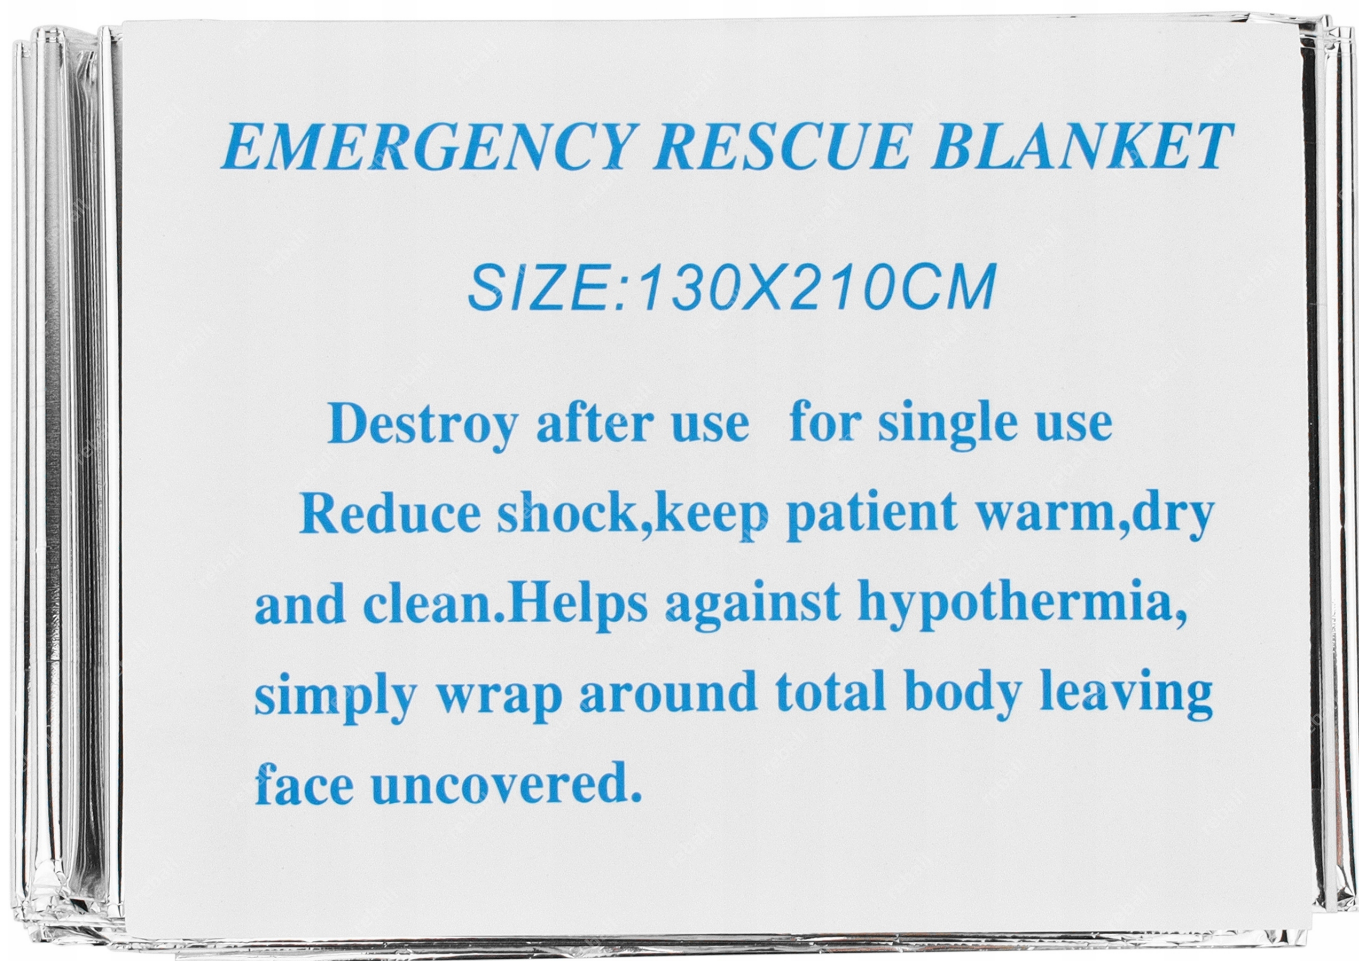 EMERGENCY RESCUE BLANKET
SIZE:130X210CM
Destroy after use for single use
Reduce shock,keep patient warm,dry
and clean.Helps against hypothermia,
simply wrap around total body leaving
face uncovered.